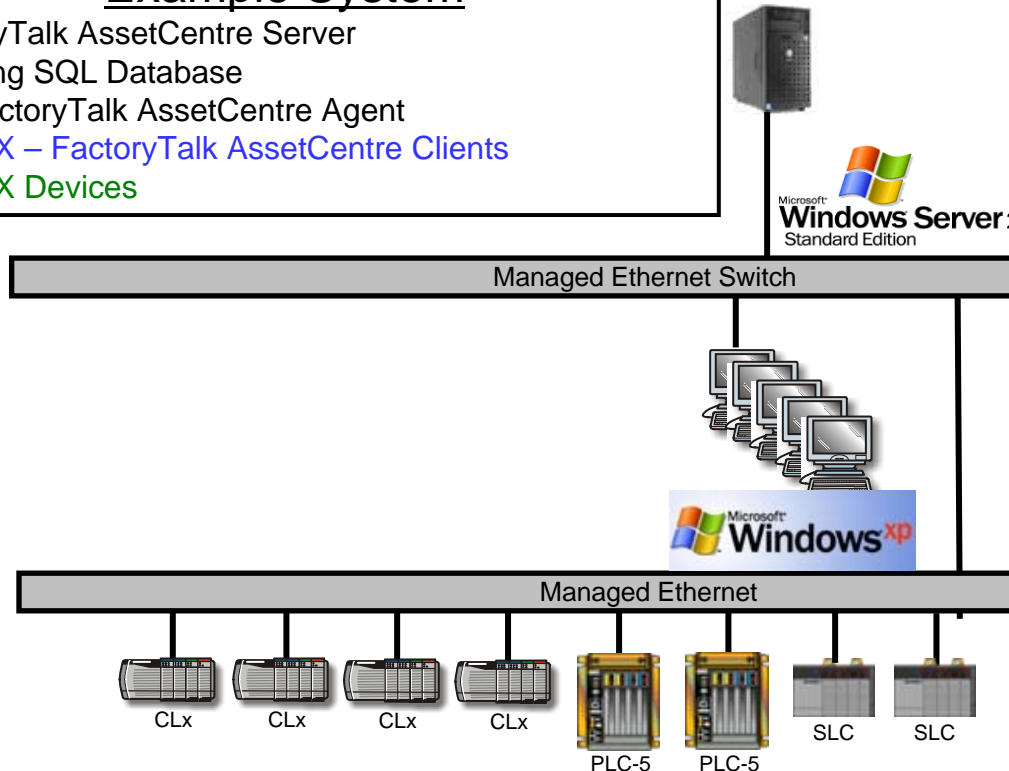 Example System
yTalk AssetCentre Server
ng SQL Database
ctoryTalk AssetCentre Agent
X – FactoryTalk AssetCentre Clients
X Devices
Microsoft
Windows Server
Standard Edition
Managed Ethernet Switch
Microsoft
Windows xp
Managed Ethernet
CLx
CLx
CLx
CLx
PLC-5
PLC-5
SLC
SLC